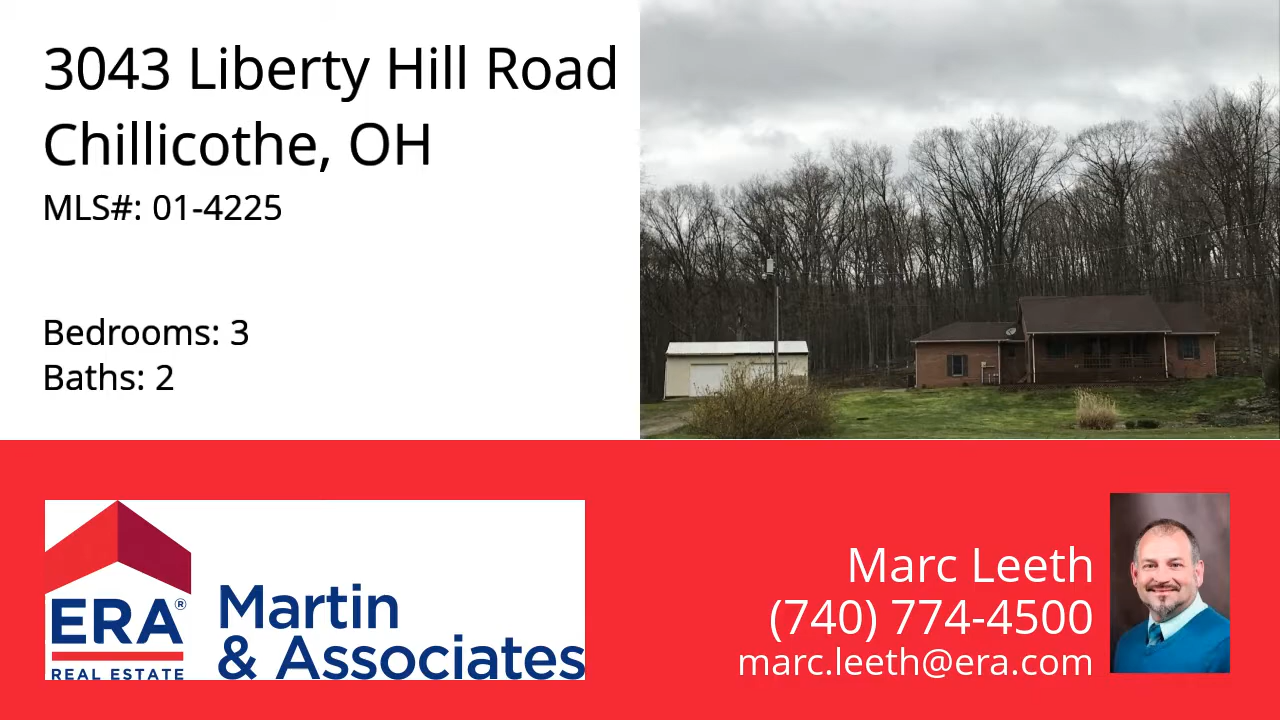 3043 Liberty Hill Road
Chillicothe, OH
MLS#: 01-4225
Bedrooms: 3
Baths: 2
ERA®
REAL ESTATE
Martin
& Associates
Marc Leeth
(740) 774-4500
marc.leeth@era.com